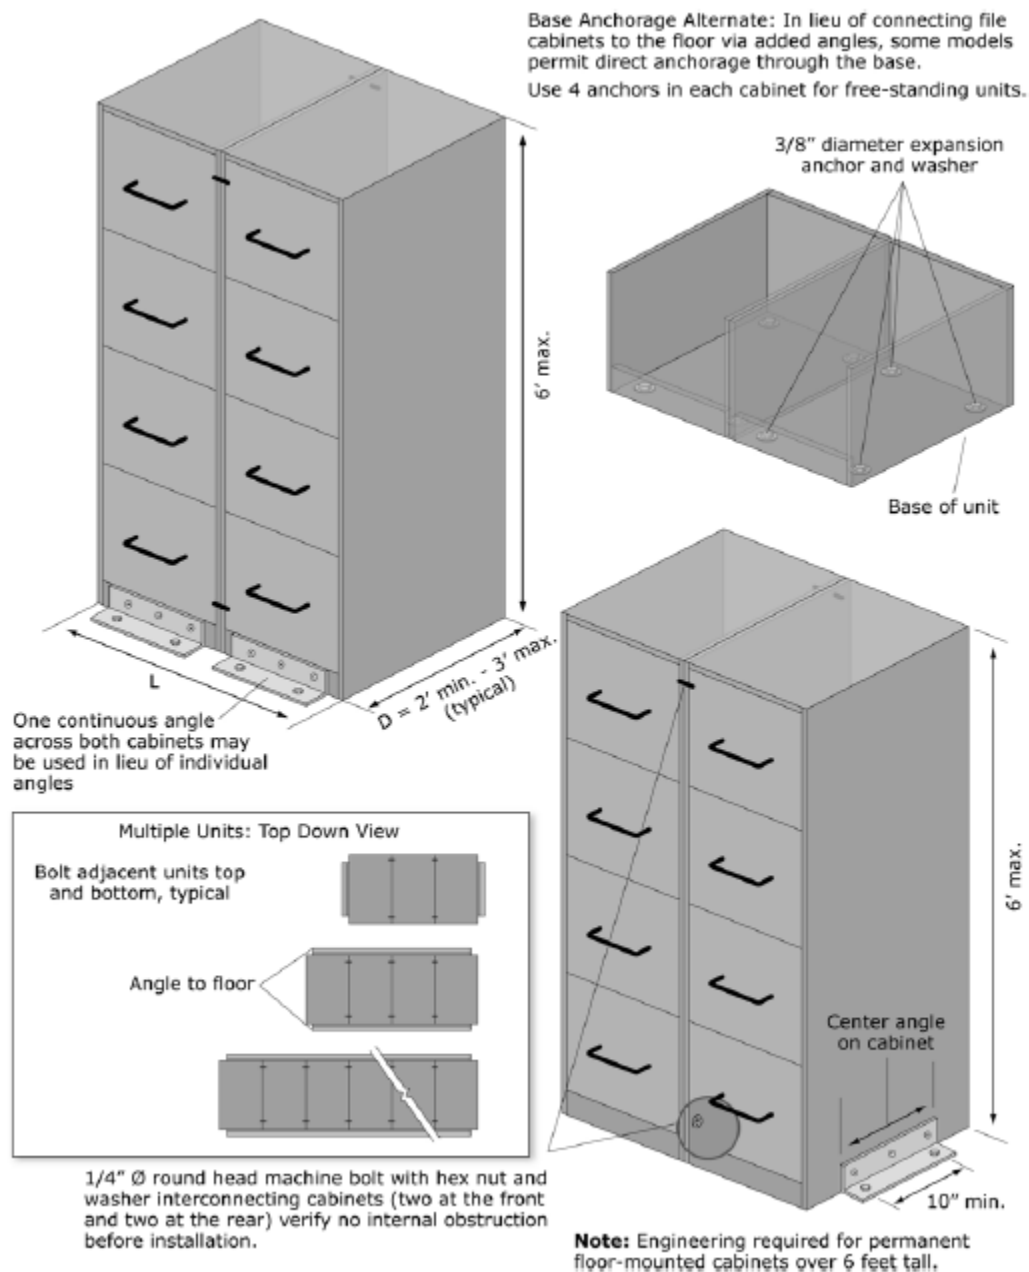 Base Anchorage Alternate: In lieu of connecting file
cabinets to the floor via added angles, some models
permit direct anchorage through the base.
Use 4 anchors in each cabinet for free-standing units.
3/8” diameter expansion
anchor and washer
6’ max.
Base of unit
L
D = 2’ min. - 3’ max.
(typical)
One continuous angle
across both cabinets may
be used in lieu of individual
angles
Multiple Units: Top Down View
Bolt adjacent units top
and bottom, typical
Angle to floor
6’ max.
Center angle
on cabinet
10” min.
1/4” Ø round head machine bolt with hex nut and
washer interconnecting cabinets (two at the front
and two at the rear) verify no internal obstruction
before installation.
Note: Engineering required for permanent
floor-mounted cabinets over 6 feet tall.